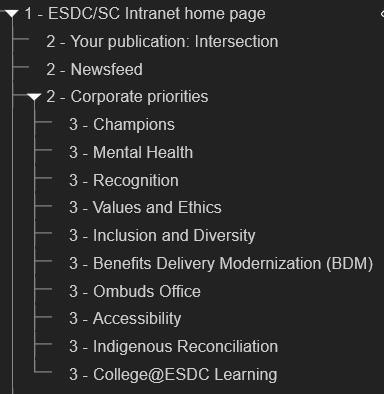 1 - ESDC/SC Intranet home page
2 - Your publication: Intersection
2 - Newsfeed
2 - Corporate priorities
3 - Champions
3 - Mental Health
3 - Recognition
3 - Values and Ethics
3 - Inclusion and Diversity
3 - Benefits Delivery Modernization (BDM)
3 - Ombuds Office
3 - Accessibility
3 - Indigenous Reconciliation
3 - College@ESDC Learning